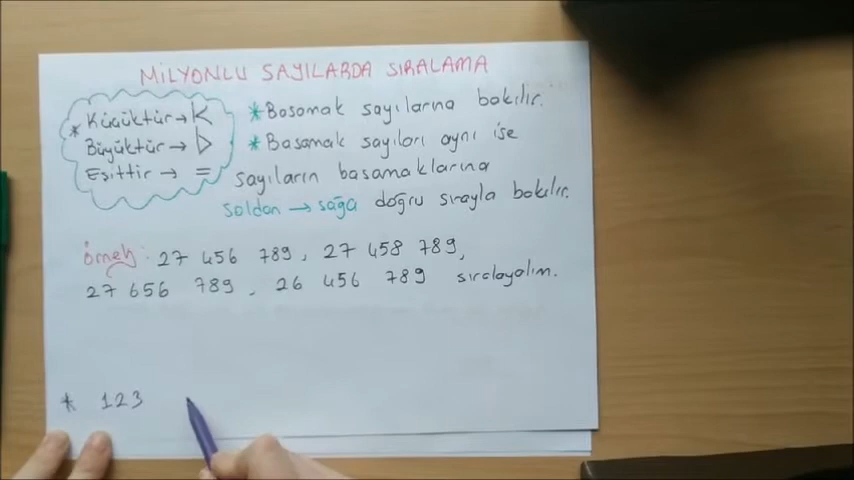 MİLYONLU SAYILARDA SIRALAMA
* Küçüktür → <
Büyüktür → >
Eşittir → =
* Basamak sayılarına bakılır.
* Basamak sayıları aynı ise
sayıların basamaklarına
soldan → sağa doğru sırayla bakılır.
örnek: 27 456 789, 27 458 789,
27 656 789, 26 456 789 sıralayalım.
* 123